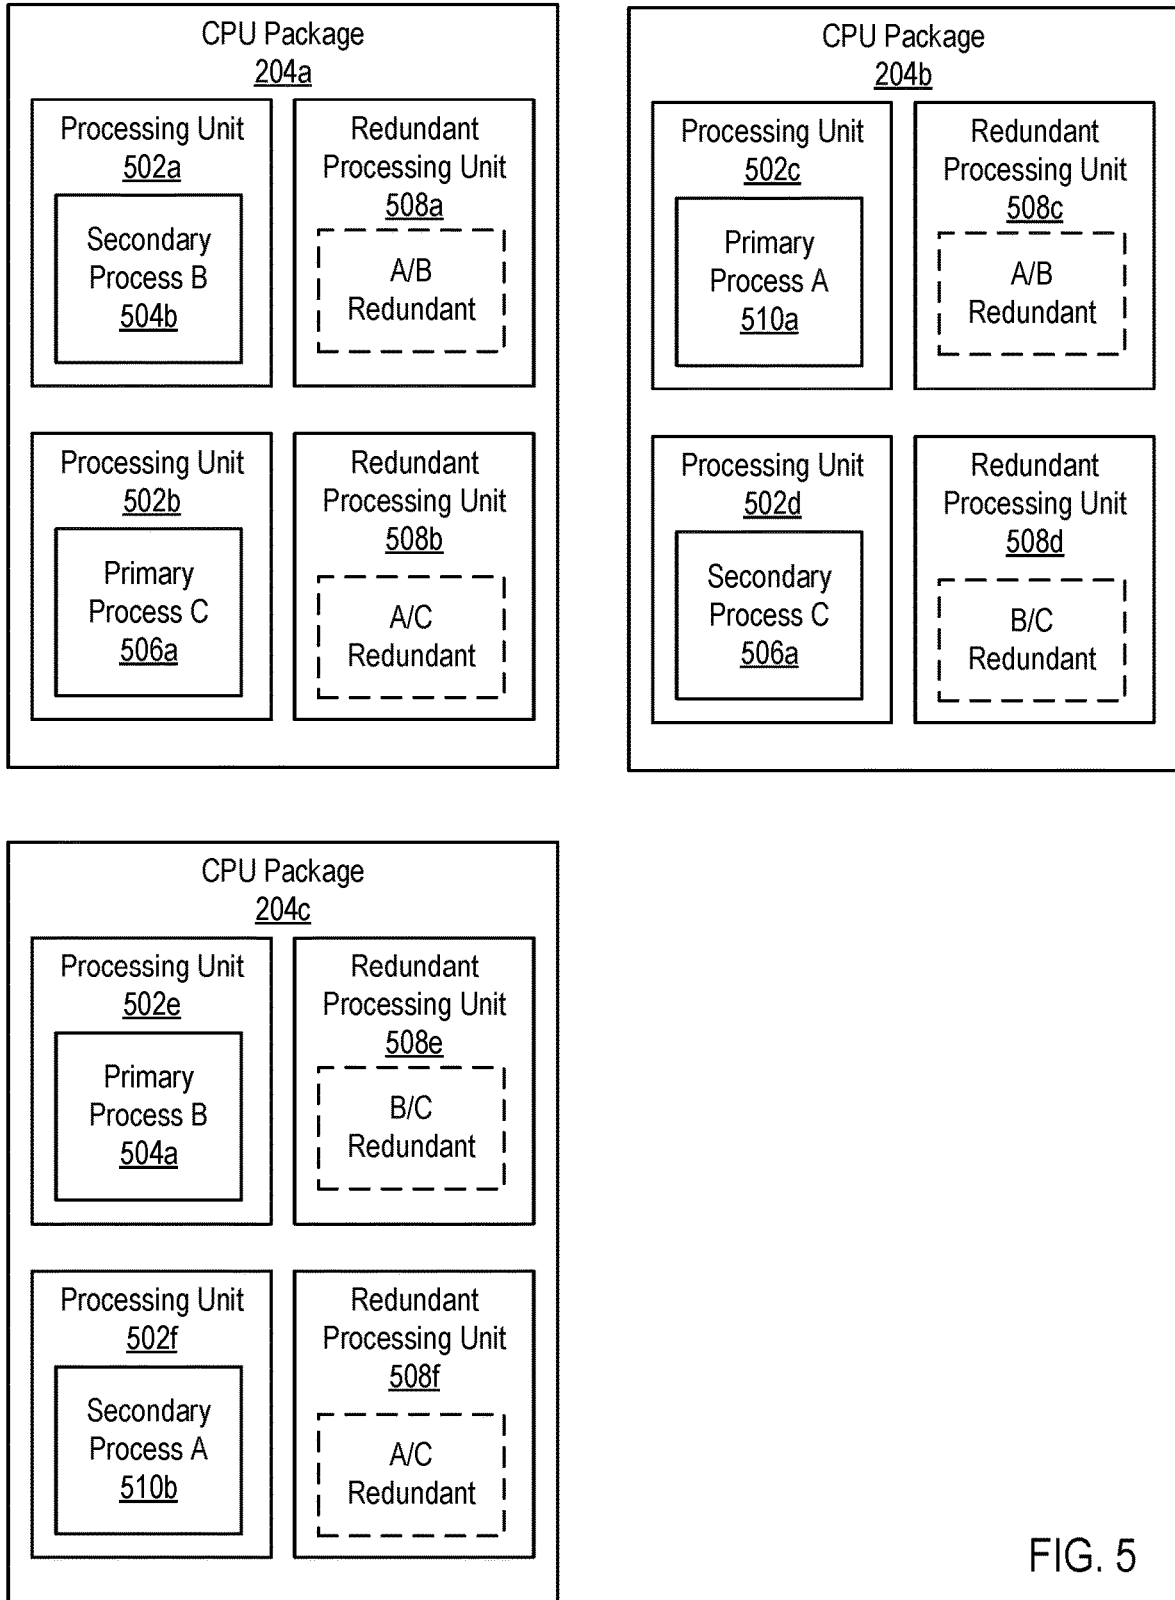 CPU Package
204a
Processing Unit
502a
Secondary
Process B
504b
Redundant
Processing Unit
508a
A/B
Redundant
Processing Unit
502b
Primary
Process C
506a
Redundant
Processing Unit
508b
A/C
Redundant
CPU Package
204b
Processing Unit
502c
Primary
Process A
510a
Redundant
Processing Unit
508c
A/B
Redundant
Processing Unit
502d
Secondary
Process C
506a
Redundant
Processing Unit
508d
B/C
Redundant
CPU Package
204c
Processing Unit
502e
Primary
Process B
504a
Redundant
Processing Unit
508e
B/C
Redundant
Processing Unit
502f
Secondary
Process A
510b
Redundant
Processing Unit
508f
A/C
Redundant
FIG. 5